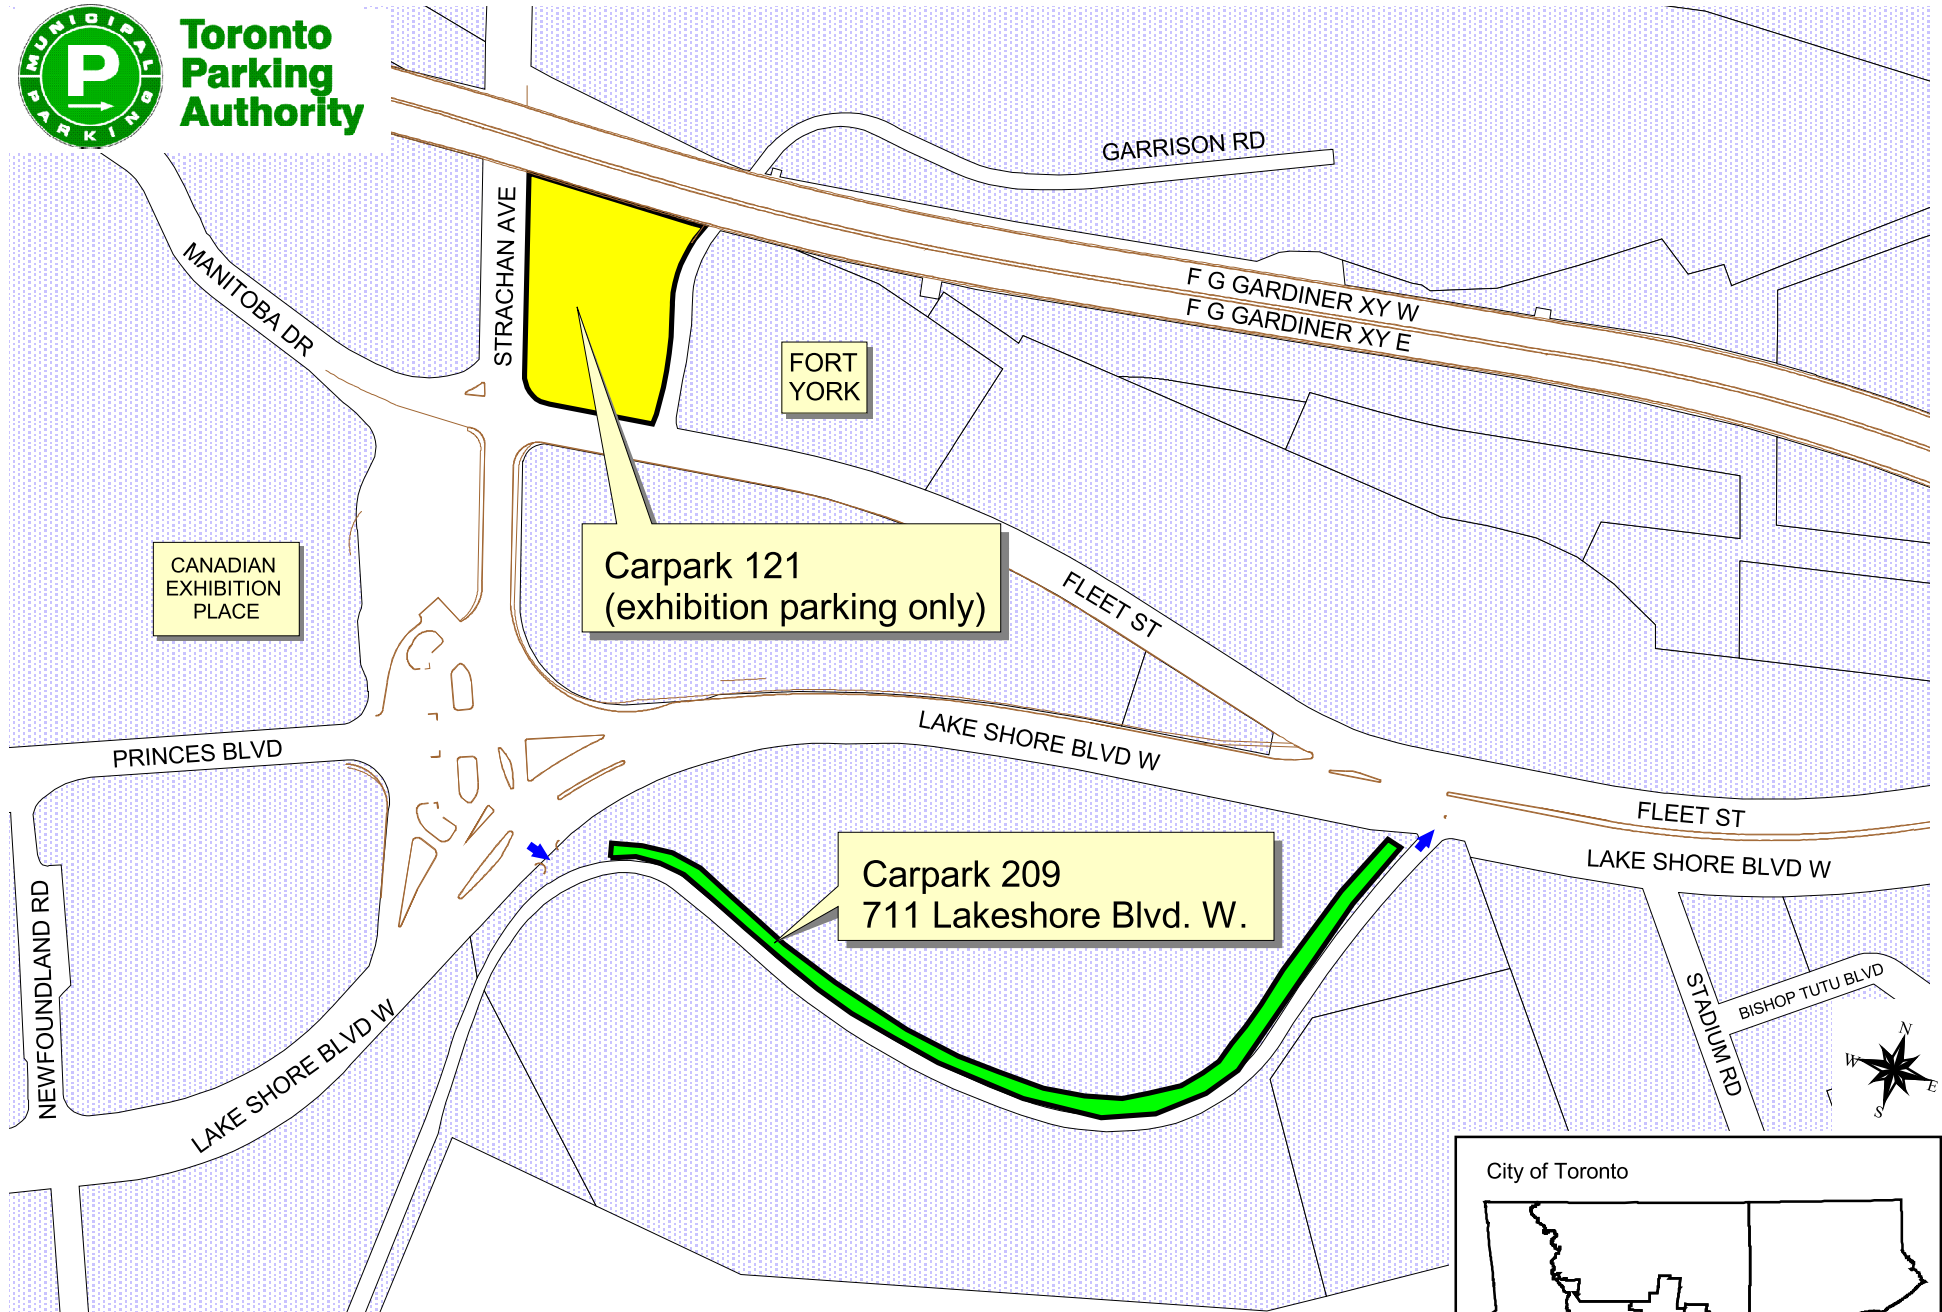 MUNICIPAL
P
PARKING
Toronto
Parking
Authority
GARRISON RD
STRACHAN AVE
MANITOBA DR
F G GARDINER XY W
F G GARDINER XY E
FORT
YORK
CANADIAN
EXHIBITION
PLACE
Carpark 121
(exhibition parking only)
FLEET ST
PRINCES BLVD
LAKE SHORE BLVD W
FLEET ST
LAKE SHORE BLVD W
Carpark 209
711 Lakeshore Blvd. W.
NEWFOUNDLAND RD
LAKE SHORE BLVD W
STADIUM RD
BISHOP TUTU BLVD
N
W
E
S
City of Toronto